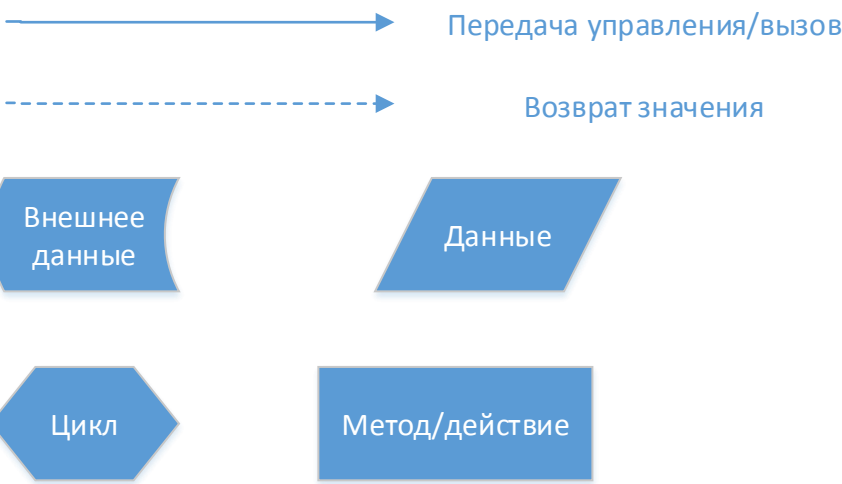 Передача управления/вызов
Возврат значения
Внешнее
данные
Данные
Цикл
Метод/действие